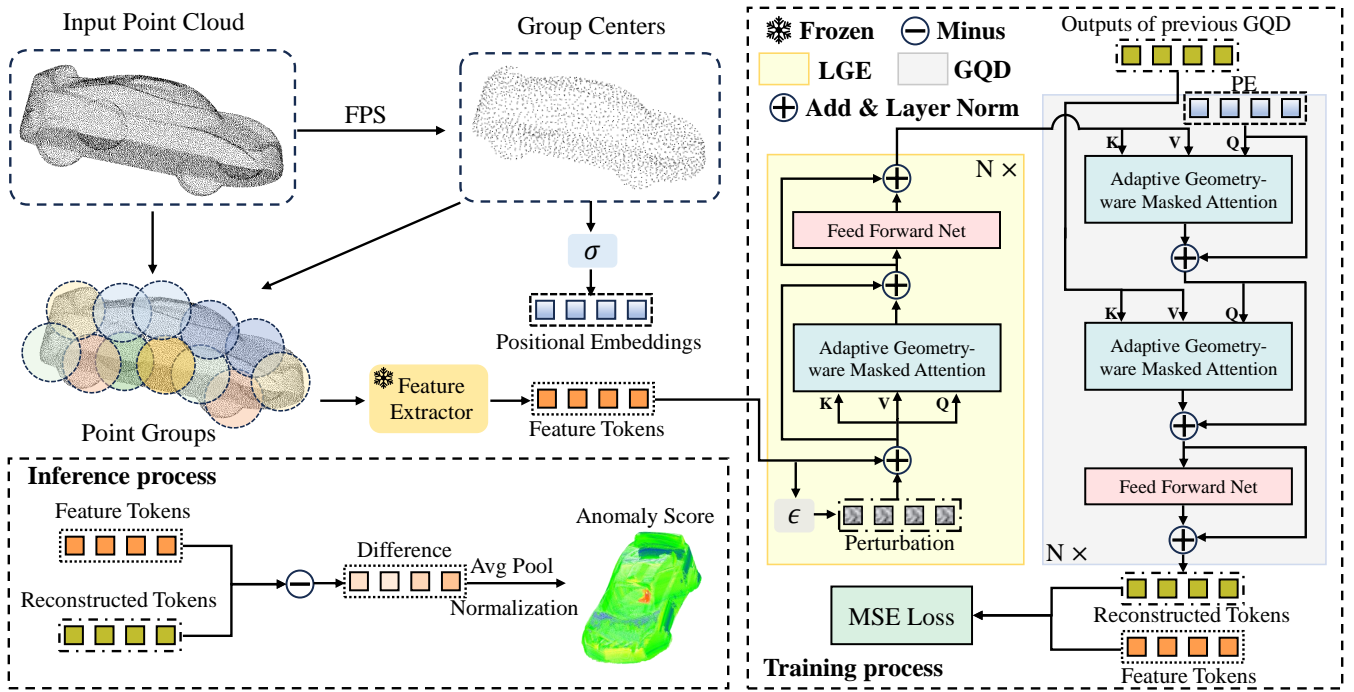 Input Point Cloud
Group Centers
FPS
σ
Positional Embeddings
Point Groups
Feature
Extractor
Feature Tokens
Inference process
Feature Tokens
Reconstructed Tokens
Difference
Avg Pool
Normalization
Anomaly Score
Frozen
Minus
LGE
GQD
Add & Layer Norm
Outputs of previous GQD
PE
N ×
Feed Forward Net
Adaptive Geometry-
ware Masked Attention
K
V
Q
ϵ
Perturbation
K
V
Q
Adaptive Geometry-
ware Masked Attention
K
V
Q
Adaptive Geometry-
ware Masked Attention
Feed Forward Net
N ×
MSE Loss
Reconstructed Tokens
Feature Tokens
Training process